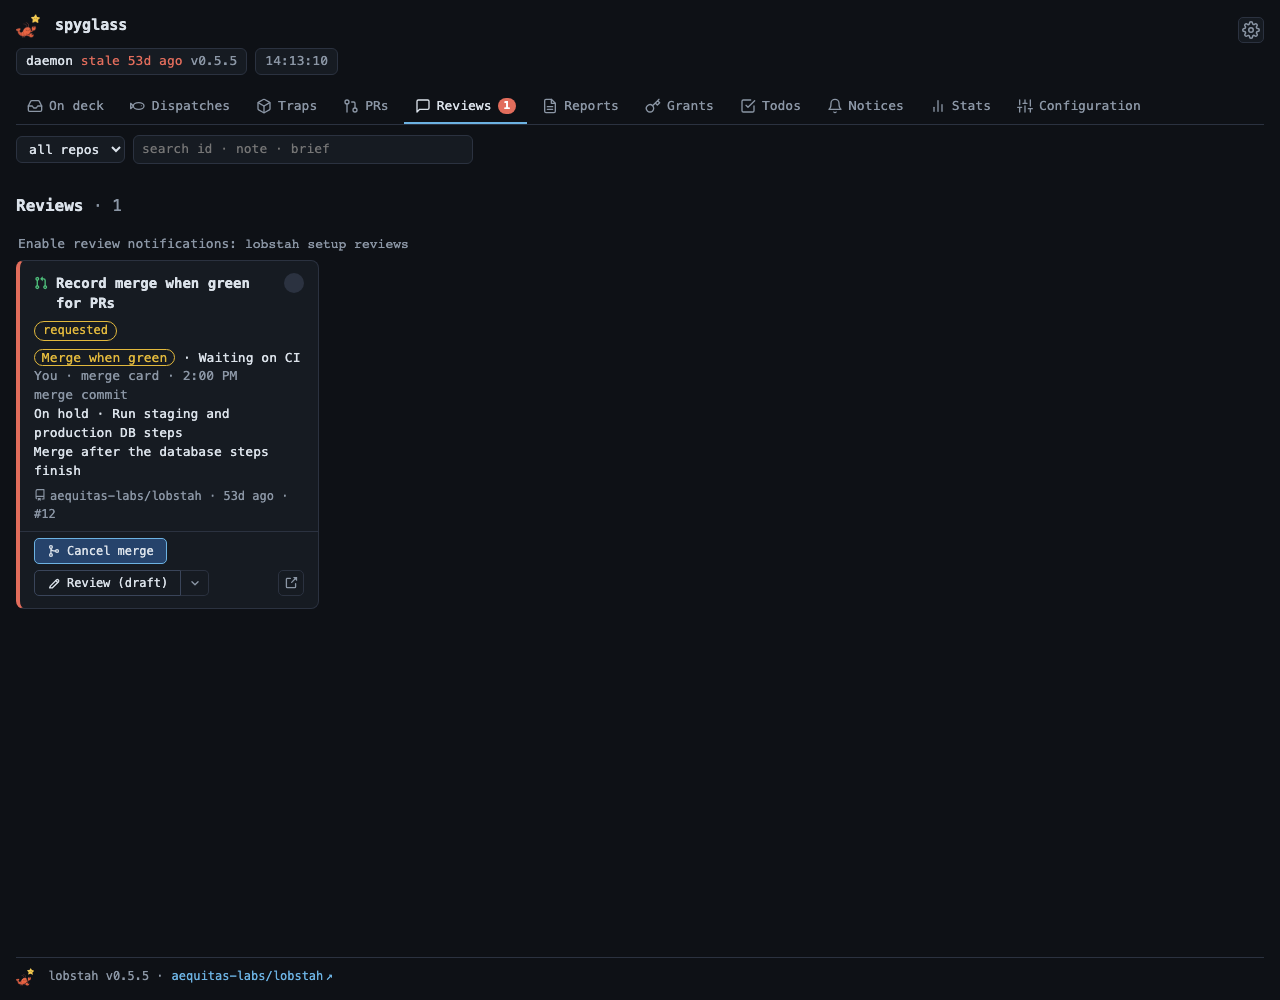 spyglass
daemon stale 53d ago v0.5.5
14:13:10
On deck
Dispatches
Traps
PRs
Reviews 1
Reports
Grants
Todos
Notices
Stats
Configuration
all repos
search id · note · brief
Reviews · 1
Enable review notifications: lobstah setup reviews
Record merge when green
for PRs
requested
Merge when green · Waiting on CI
You · merge card · 2:00 PM
merge commit
On hold · Run staging and
production DB steps
Merge after the database steps
finish
aequitas-labs/lobstah · 53d ago ·
#12
Cancel merge
Review (draft)
lobstah v0.5.5 · aequitas-labs/lobstah↗